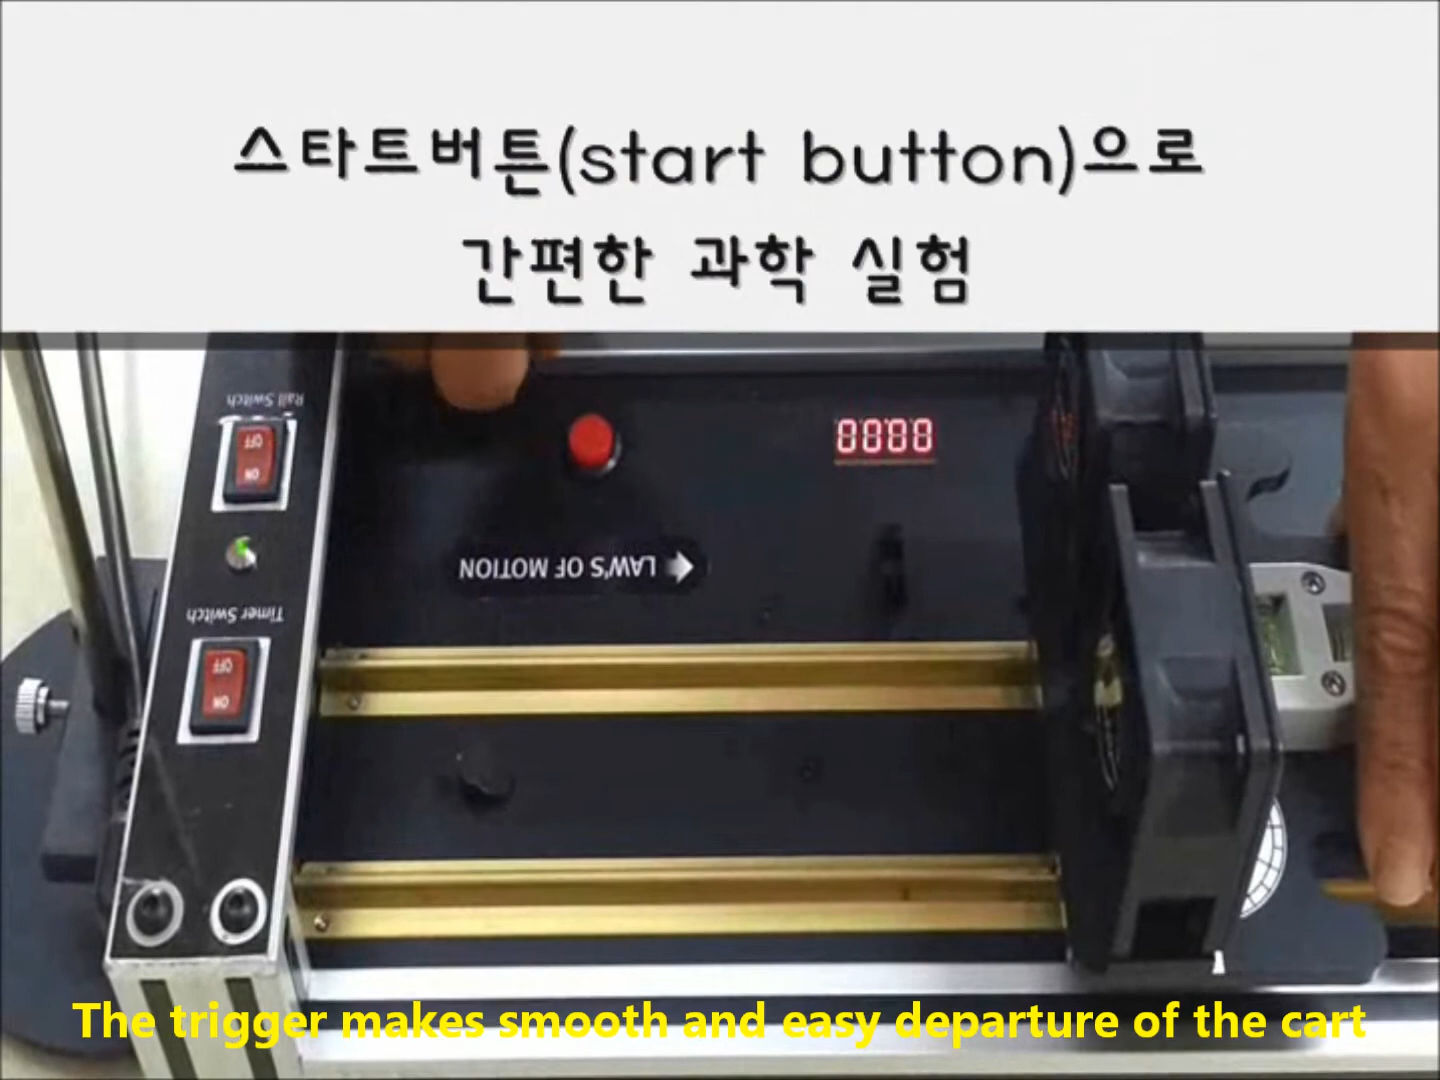 스타트버튼(start button)으로
간편한 과학 실험
Rail Switch
OFF
ON
0000
LAW'S OF MOTION
Timer Switch
OFF
ON
The trigger makes smooth and easy departure of the cart